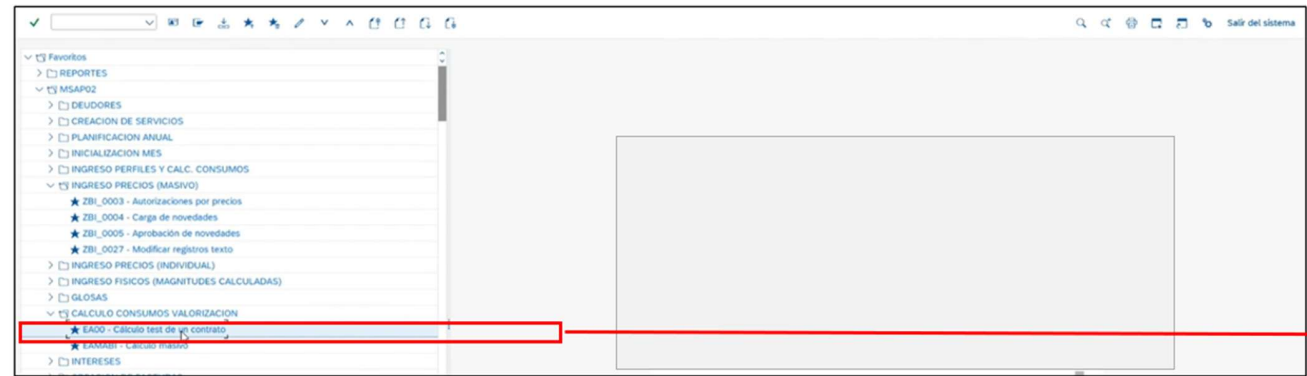 Salir del sistema
Favoritos
REPORTES
MSAP02
DEUDORES
CREACION DE SERVICIOS
PLANIFICACION ANUAL
INICIALIZACION MES
INGRESO PERFILES Y CALC. CONSUMOS
INGRESO PRECIOS (MASIVO)
ZBI_0003 - Autorizaciones por precios
ZBI_0004 - Carga de novedades
ZBI_0005 - Aprobación de novedades
ZBI_0027 - Modificar registros texto
INGRESO PRECIOS (INDIVIDUAL)
INGRESO FISICOS (MAGNITUDES CALCULADAS)
GLOSAS
CALCULO CONSUMOS VALORIZACION
EA00 - Cálculo test de un contrato
EAMABI - Cálculo masivo
INTERESES